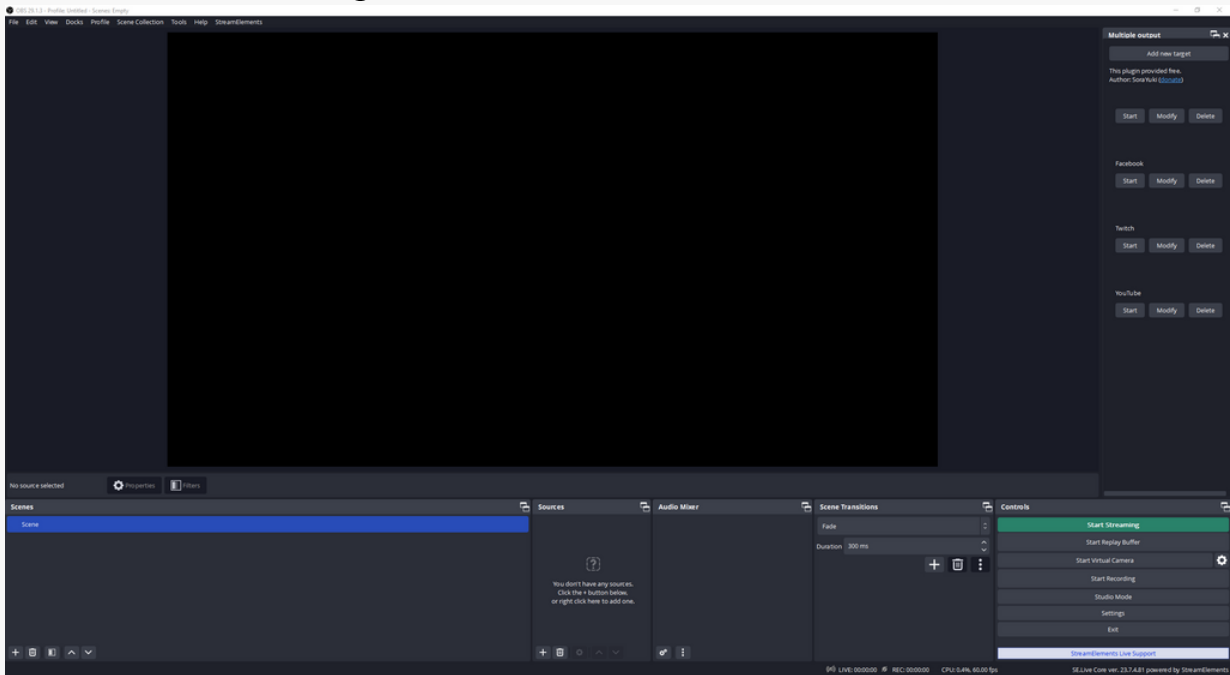 OBS 29.1.3 - Profile: Untitled - Scenes: Empty
File Edit View Docks Profile Scene Collection Tools Help StreamElements
Multiple output
Add new target
This plugin provided free.
Author: SoraYuki (donate)
Start Modify Delete
Facebook
Start Modify Delete
Twitch
Start Modify Delete
YouTube
Start Modify Delete
No source selected
Properties
Filters
Scenes
Scene
Sources
You don't have any sources.
Click the + button below,
or right click here to add one.
Audio Mixer
Scene Transitions
Fade
Duration 300 ms
Controls
Start Streaming
Start Replay Buffer
Start Virtual Camera
Start Recording
Studio Mode
Settings
Exit
StreamElements Live Support
LIVE: 00:00:00 REC: 00:00:00 CPU: 0.4%, 60.00 fps
SE.Live Core ver. 23.7.4.81 powered by StreamElements